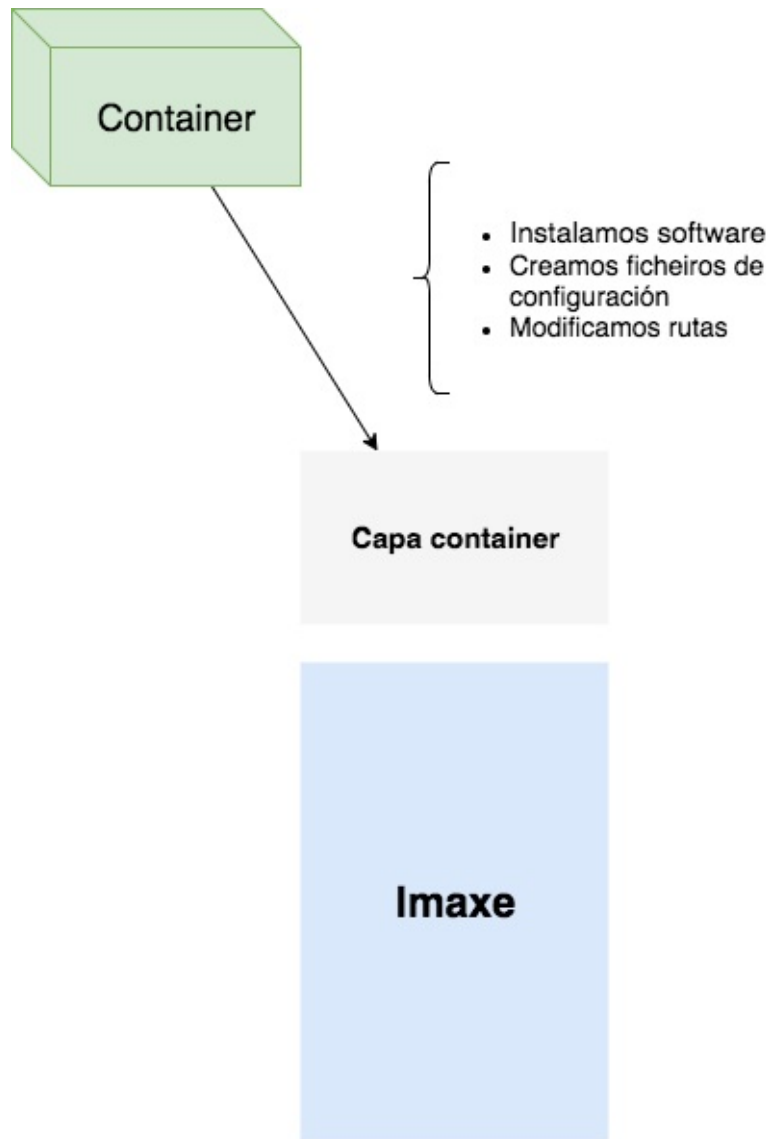 Container
• Instalamos software
• Creamos ficheiros de
configuración
• Modificamos rutas
Capa container
Imaxe